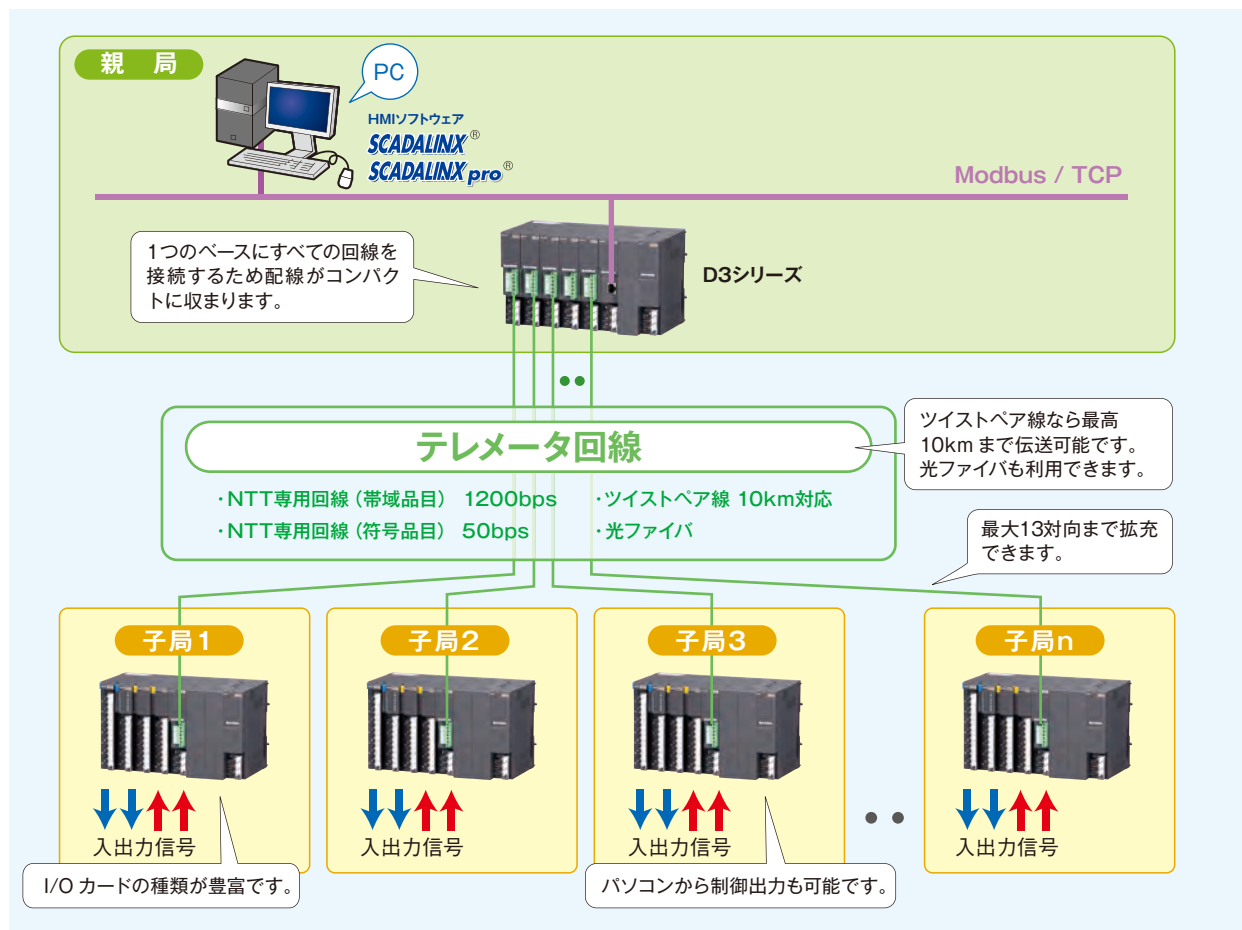 親 局
PC
HMIソフトウェア
SCADALINX®
SCADALINX pro®
Modbus / TCP
1つのベースにすべての回線を
接続するため配線がコンパク
トに収まります。
D3シリーズ
テレメータ回線
・NTT専用回線（帯域品目） 1200bps
・ツイストペア線 10km対応
・NTT専用回線（符号品目） 50bps
・光ファイバ
ツイストペア線なら最高
10km まで伝送可能です。
光ファイバも利用できます。
最大13対向まで拡充
できます。
子局1
子局2
子局3
子局n
入出力信号
入出力信号
入出力信号
入出力信号
I/O カードの種類が豊富です。
パソコンから制御出力も可能です。